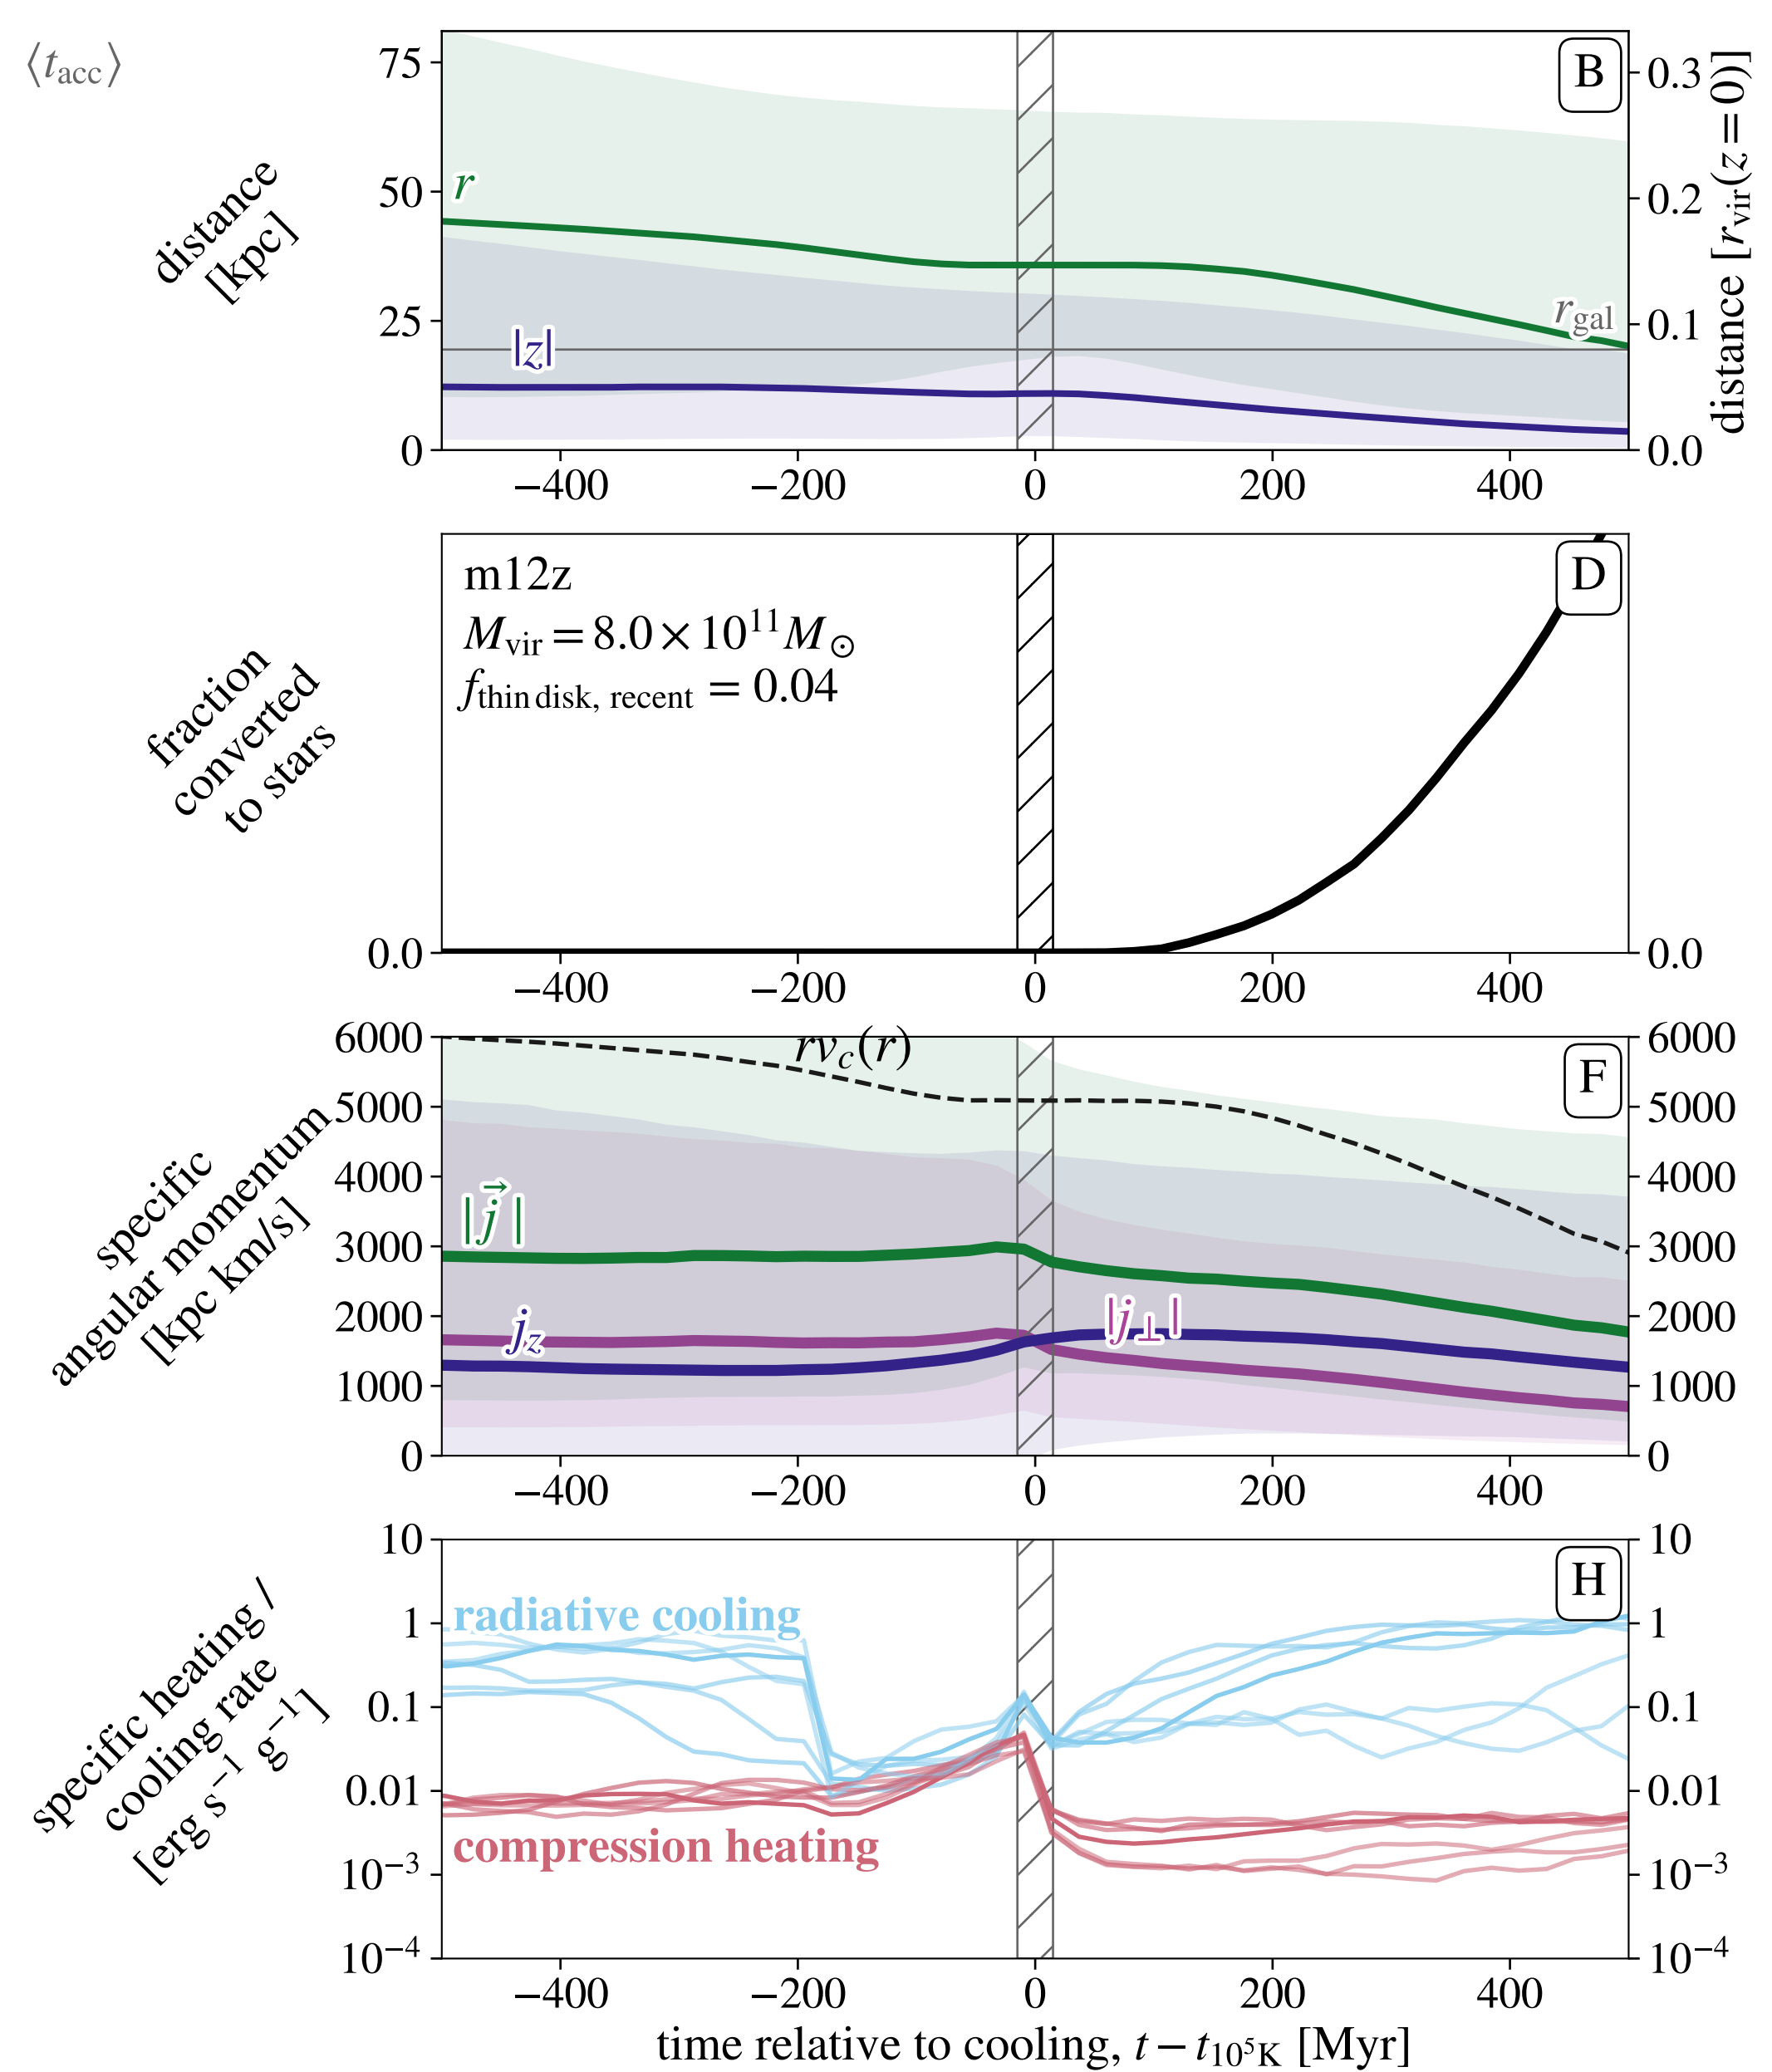 ⟨t_acc⟩
distance
[kpc]
75
50
25
0
r
|z|
r_gal
B
0.3
0.2
0.1
0.0
distance [r_vir(z = 0)]
−400 −200 0 200 400
fraction
converted
to stars
m12z
M_vir = 8.0 × 10^11 M_⊙
f_thin disk, recent = 0.04
D
0.0
0.0
−400 −200 0 200 400
specific
angular momentum
[kpc km/s]
6000
5000
4000
3000
2000
1000
0
rv_c(r)
|j⃗|
j_z
|j_⊥|
F
6000
5000
4000
3000
2000
1000
0
−400 −200 0 200 400
specific heating /
cooling rate
[erg s^−1 g^−1]
10
1
0.1
0.01
10^−3
10^−4
radiative cooling
compression heating
H
10
1
0.1
0.01
10^−3
10^−4
−400 −200 0 200 400
time relative to cooling, t − t_10^5 K [Myr]